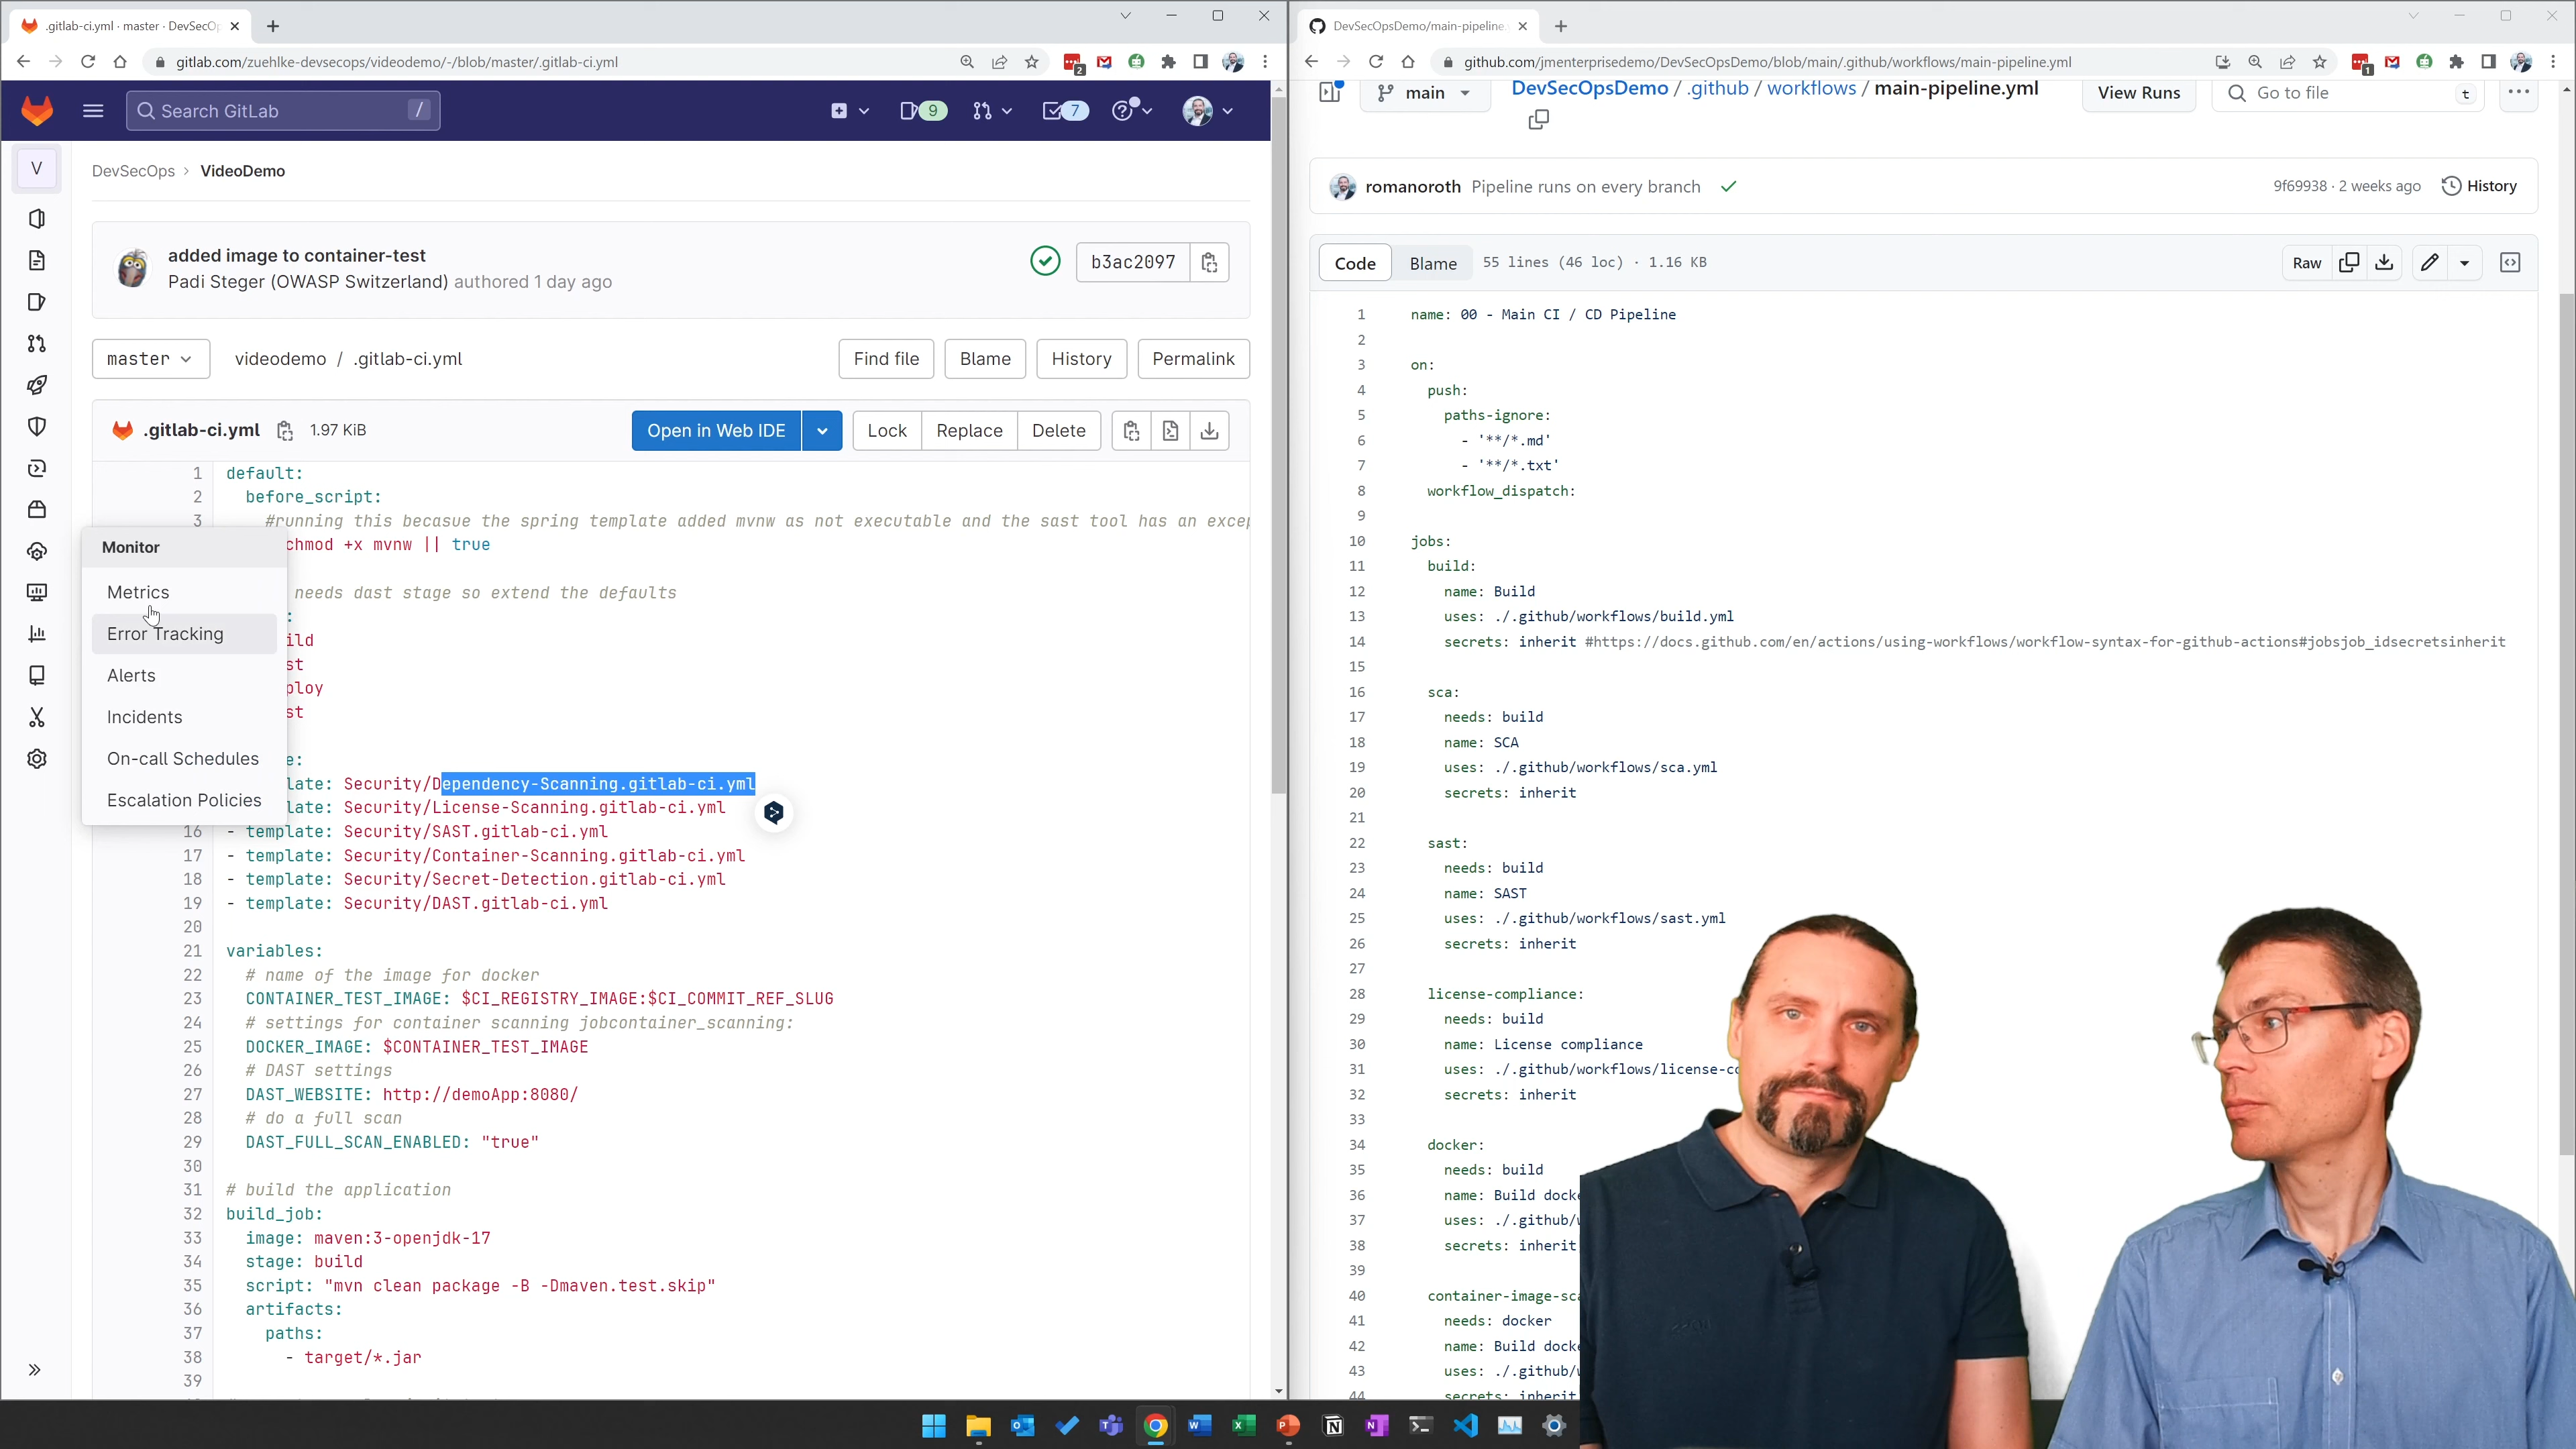 .gitlab-ci.yml · master · DevSecOp
gitlab.com/zuehlke-devsecops/videodemo/-/blob/master/.gitlab-ci.yml
2
Search GitLab
/
9
7
V
DevSecOps › VideoDemo
added image to container-test
Padi Steger (OWASP Switzerland) authored 1 day ago
b3ac2097
master
videodemo / .gitlab-ci.yml
Find file
Blame
History
Permalink
.gitlab-ci.yml
1.97 KiB
Open in Web IDE
Lock
Replace
Delete
1 default:
2 before_script:
3 #running this becasue the spring template added mvnw as not executable and the sast tool has an excep
chmod +x mvnw || true
needs dast stage so extend the defaults
:
ild
st
ploy
st
e:
late: Security/Dependency-Scanning.gitlab-ci.yml
late: Security/License-Scanning.gitlab-ci.yml
16 - template: Security/SAST.gitlab-ci.yml
17 - template: Security/Container-Scanning.gitlab-ci.yml
18 - template: Security/Secret-Detection.gitlab-ci.yml
19 - template: Security/DAST.gitlab-ci.yml
20
21 variables:
22 # name of the image for docker
23 CONTAINER_TEST_IMAGE: $CI_REGISTRY_IMAGE:$CI_COMMIT_REF_SLUG
24 # settings for container scanning jobcontainer_scanning:
25 DOCKER_IMAGE: $CONTAINER_TEST_IMAGE
26 # DAST settings
27 DAST_WEBSITE: http://demoApp:8080/
28 # do a full scan
29 DAST_FULL_SCAN_ENABLED: "true"
30
31 # build the application
32 build_job:
33 image: maven:3-openjdk-17
34 stage: build
35 script: "mvn clean package -B -Dmaven.test.skip"
36 artifacts:
37 paths:
38 - target/*.jar
39
Monitor
Metrics
Error Tracking
Alerts
Incidents
On-call Schedules
Escalation Policies
DevSecOpsDemo/main-pipeline.
github.com/jmenterprisedemo/DevSecOpsDemo/blob/main/.github/workflows/main-pipeline.yml
1
main
DevSecOpsDemo / .github / workflows / main-pipeline.yml
View Runs
Go to file
t
romanoroth Pipeline runs on every branch
9f69938 · 2 weeks ago
History
Code
Blame
55 lines (46 loc) · 1.16 KB
Raw
1 name: 00 - Main CI / CD Pipeline
2
3 on:
4 push:
5 paths-ignore:
6 - '**/*.md'
7 - '**/*.txt'
8 workflow_dispatch:
9
10 jobs:
11 build:
12 name: Build
13 uses: ./.github/workflows/build.yml
14 secrets: inherit #https://docs.github.com/en/actions/using-workflows/workflow-syntax-for-github-actions#jobsjob_idsecretsinherit
15
16 sca:
17 needs: build
18 name: SCA
19 uses: ./.github/workflows/sca.yml
20 secrets: inherit
21
22 sast:
23 needs: build
24 name: SAST
25 uses: ./.github/workflows/sast.yml
26 secrets: inherit
27
28 license-compliance:
29 needs: build
30 name: License compliance
31 uses: ./.github/workflows/license-co
32 secrets: inherit
33
34 docker:
35 needs: build
36 name: Build docke
37 uses: ./.github/w
38 secrets: inherit
39
40 container-image-sca
41 needs: docker
42 name: Build docke
43 uses: ./.github/w
44 secrets: inherit